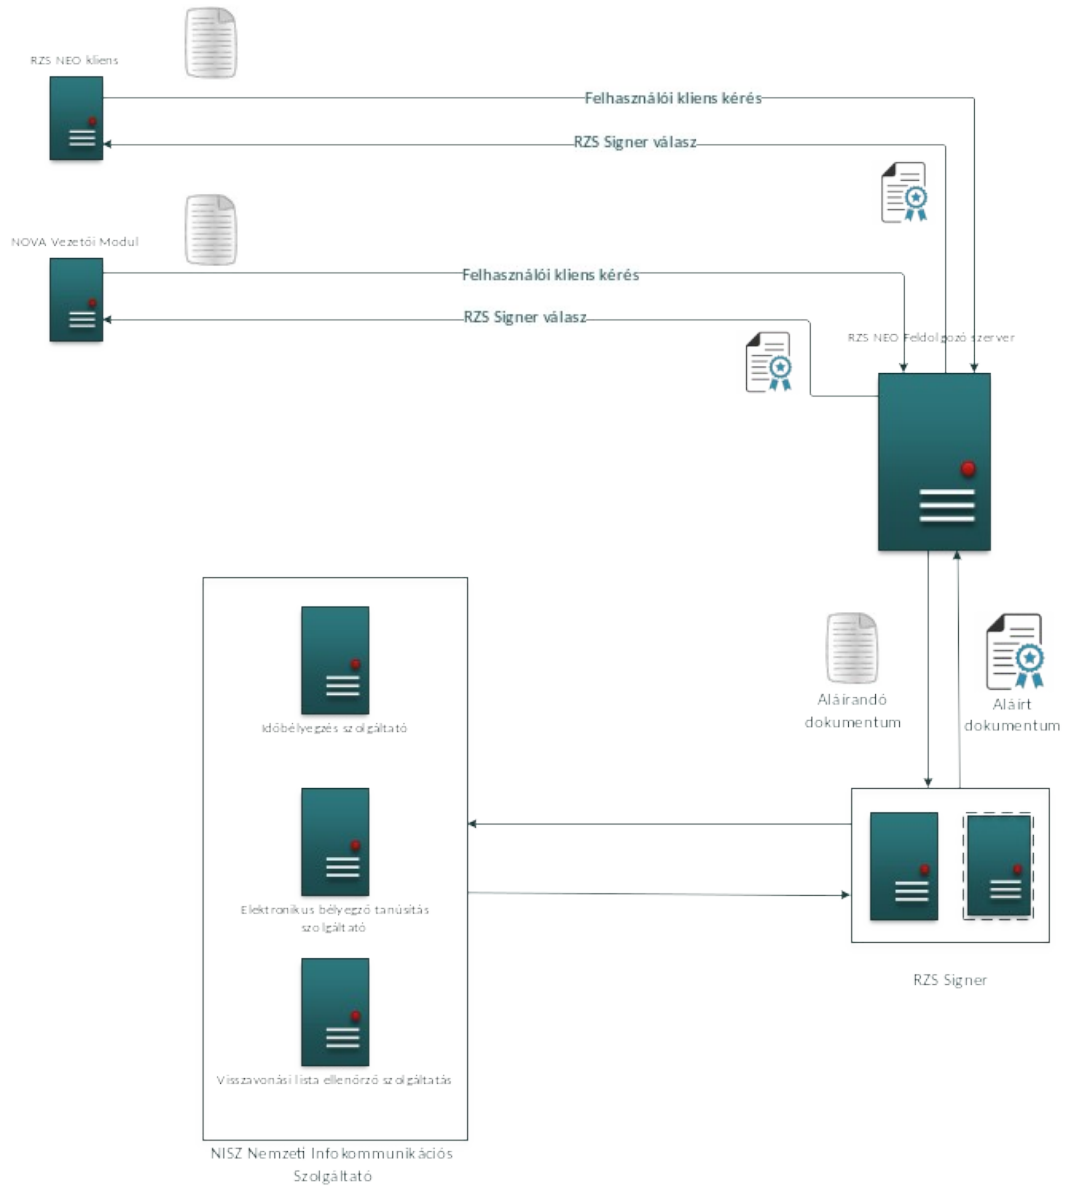 RZS NEO kliens
Felhasználói kliens kérés
RZS Signer válasz
NOVA Vezetői Modul
Felhasználói kliens kérés
RZS Signer válasz
RZS NEO Feldolgozó szerver
Aláírandó
dokumentum
Aláírt
dokumentum
Időbélyegzés szolgáltató
Elektronikus bélyegző tanúsítás
szolgáltató
Visszavonási lista ellenőrző szolgáltatás
RZS Signer
NISZ Nemzeti Infokommunikációs
Szolgáltató